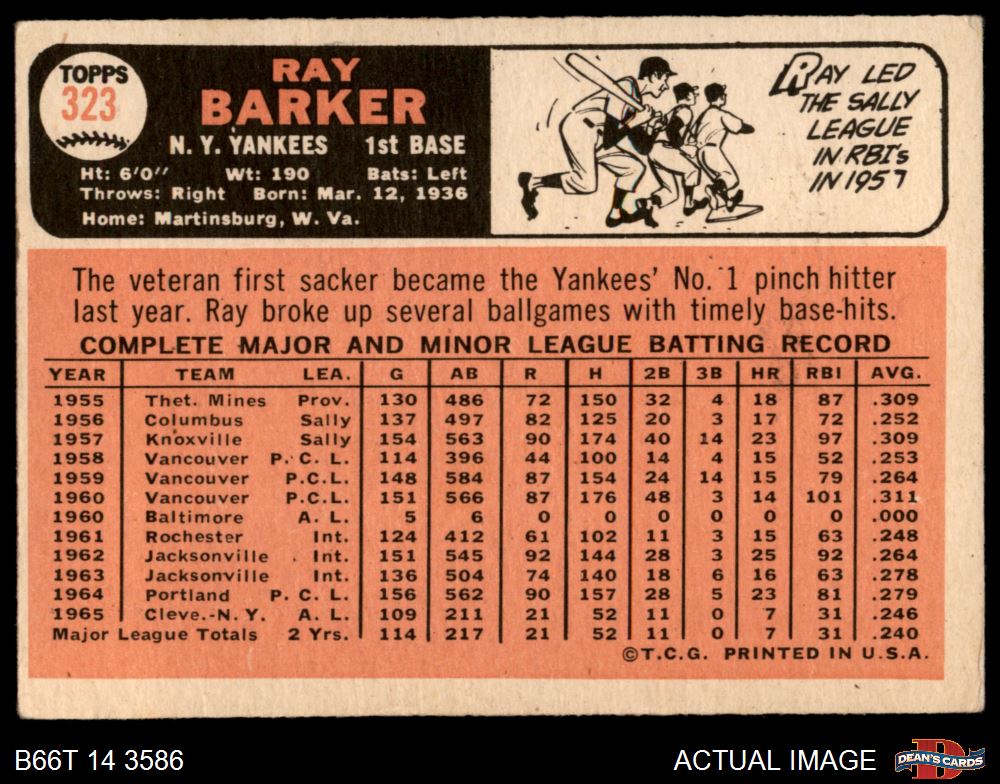 TOPPS
323
RAY
BARKER
N. Y. YANKEES 1st BASE
Ht: 6'0" Wt: 190 Bats: Left
Throws: Right Born: Mar. 12, 1936
Home: Martinsburg, W. Va.
RAY LED
THE SALLY
LEAGUE
IN RBI's
IN 1957
The veteran first sacker became the Yankees' No. 1 pinch hitter
last year. Ray broke up several ballgames with timely base-hits.
COMPLETE MAJOR AND MINOR LEAGUE BATTING RECORD
YEAR TEAM LEA. G AB R H 2B 3B HR RBI AVG.
1955 Thet. Mines Prov. 130 486 72 150 32 4 18 87 .309
1956 Columbus Sally 137 497 82 125 20 3 17 72 .252
1957 Knoxville Sally 154 563 90 174 40 14 23 97 .309
1958 Vancouver P. C. L. 114 396 44 100 14 4 15 52 .253
1959 Vancouver P.C.L. 148 584 87 154 24 14 15 79 .264
1960 Vancouver P.C.L. 151 566 87 176 48 3 14 101 .311
1960 Baltimore A. L. 5 6 0 0 0 0 0 0 .000
1961 Rochester Int. 124 412 61 102 11 3 15 63 .248
1962 Jacksonville Int. 151 545 92 144 28 3 25 92 .264
1963 Jacksonville Int. 136 504 74 140 18 6 16 63 .278
1964 Portland P. C. L. 156 562 90 157 28 5 23 81 .279
1965 Cleve.-N. Y. A. L. 109 211 21 52 11 0 7 31 .246
Major League Totals 2 Yrs. 114 217 21 52 11 0 7 31 .240
©T.C.G. PRINTED IN U.S.A.
B66T 14 3586 ACTUAL IMAGE
D
DEAN'S CARDS